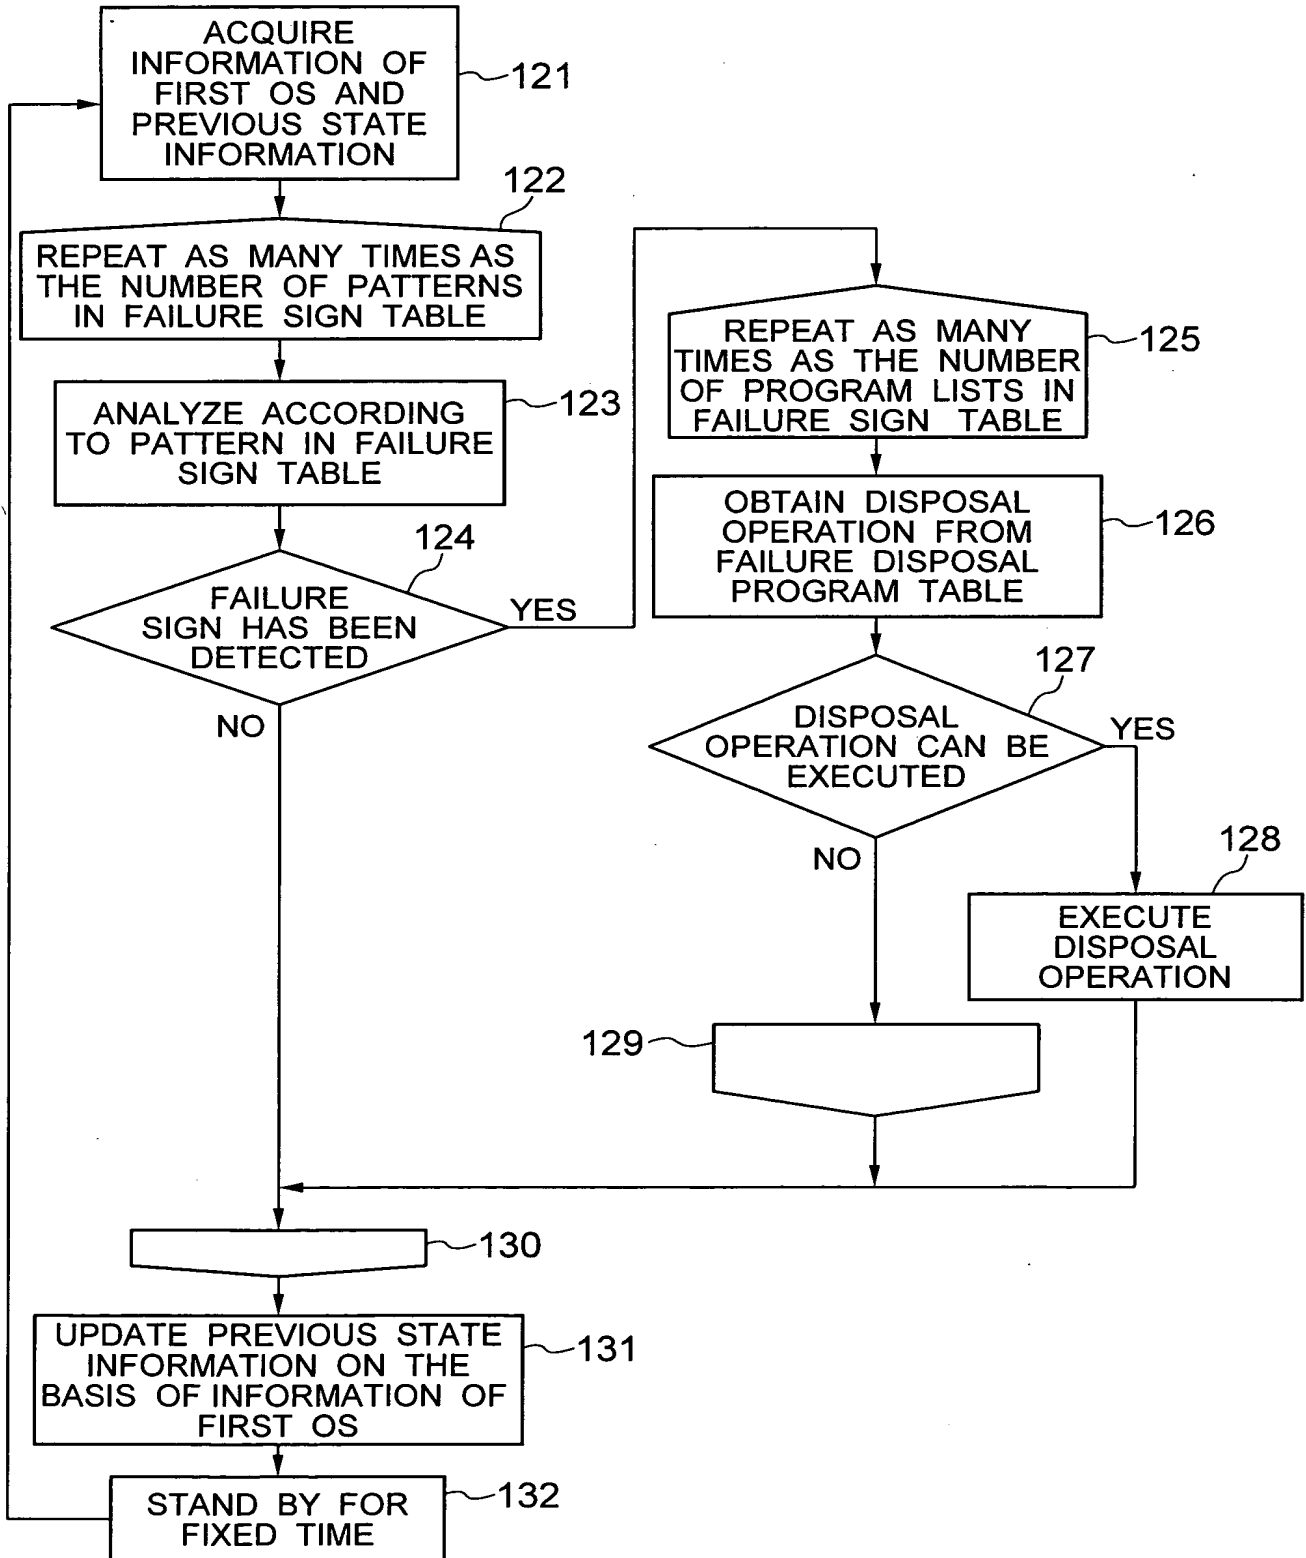 ACQUIRE
INFORMATION OF
FIRST OS AND
PREVIOUS STATE
INFORMATION
121
122
REPEAT AS MANY TIMES AS
THE NUMBER OF PATTERNS
IN FAILURE SIGN TABLE
ANALYZE ACCORDING
TO PATTERN IN FAILURE
SIGN TABLE
123
124
FAILURE
SIGN HAS BEEN
DETECTED
YES
NO
REPEAT AS MANY
TIMES AS THE NUMBER
OF PROGRAM LISTS IN
FAILURE SIGN TABLE
125
OBTAIN DISPOSAL
OPERATION FROM
FAILURE DISPOSAL
PROGRAM TABLE
126
127
DISPOSAL
OPERATION CAN BE
EXECUTED
YES
NO
128
EXECUTE
DISPOSAL
OPERATION
129
130
UPDATE PREVIOUS STATE
INFORMATION ON THE
BASIS OF INFORMATION OF
FIRST OS
131
STAND BY FOR
FIXED TIME
132